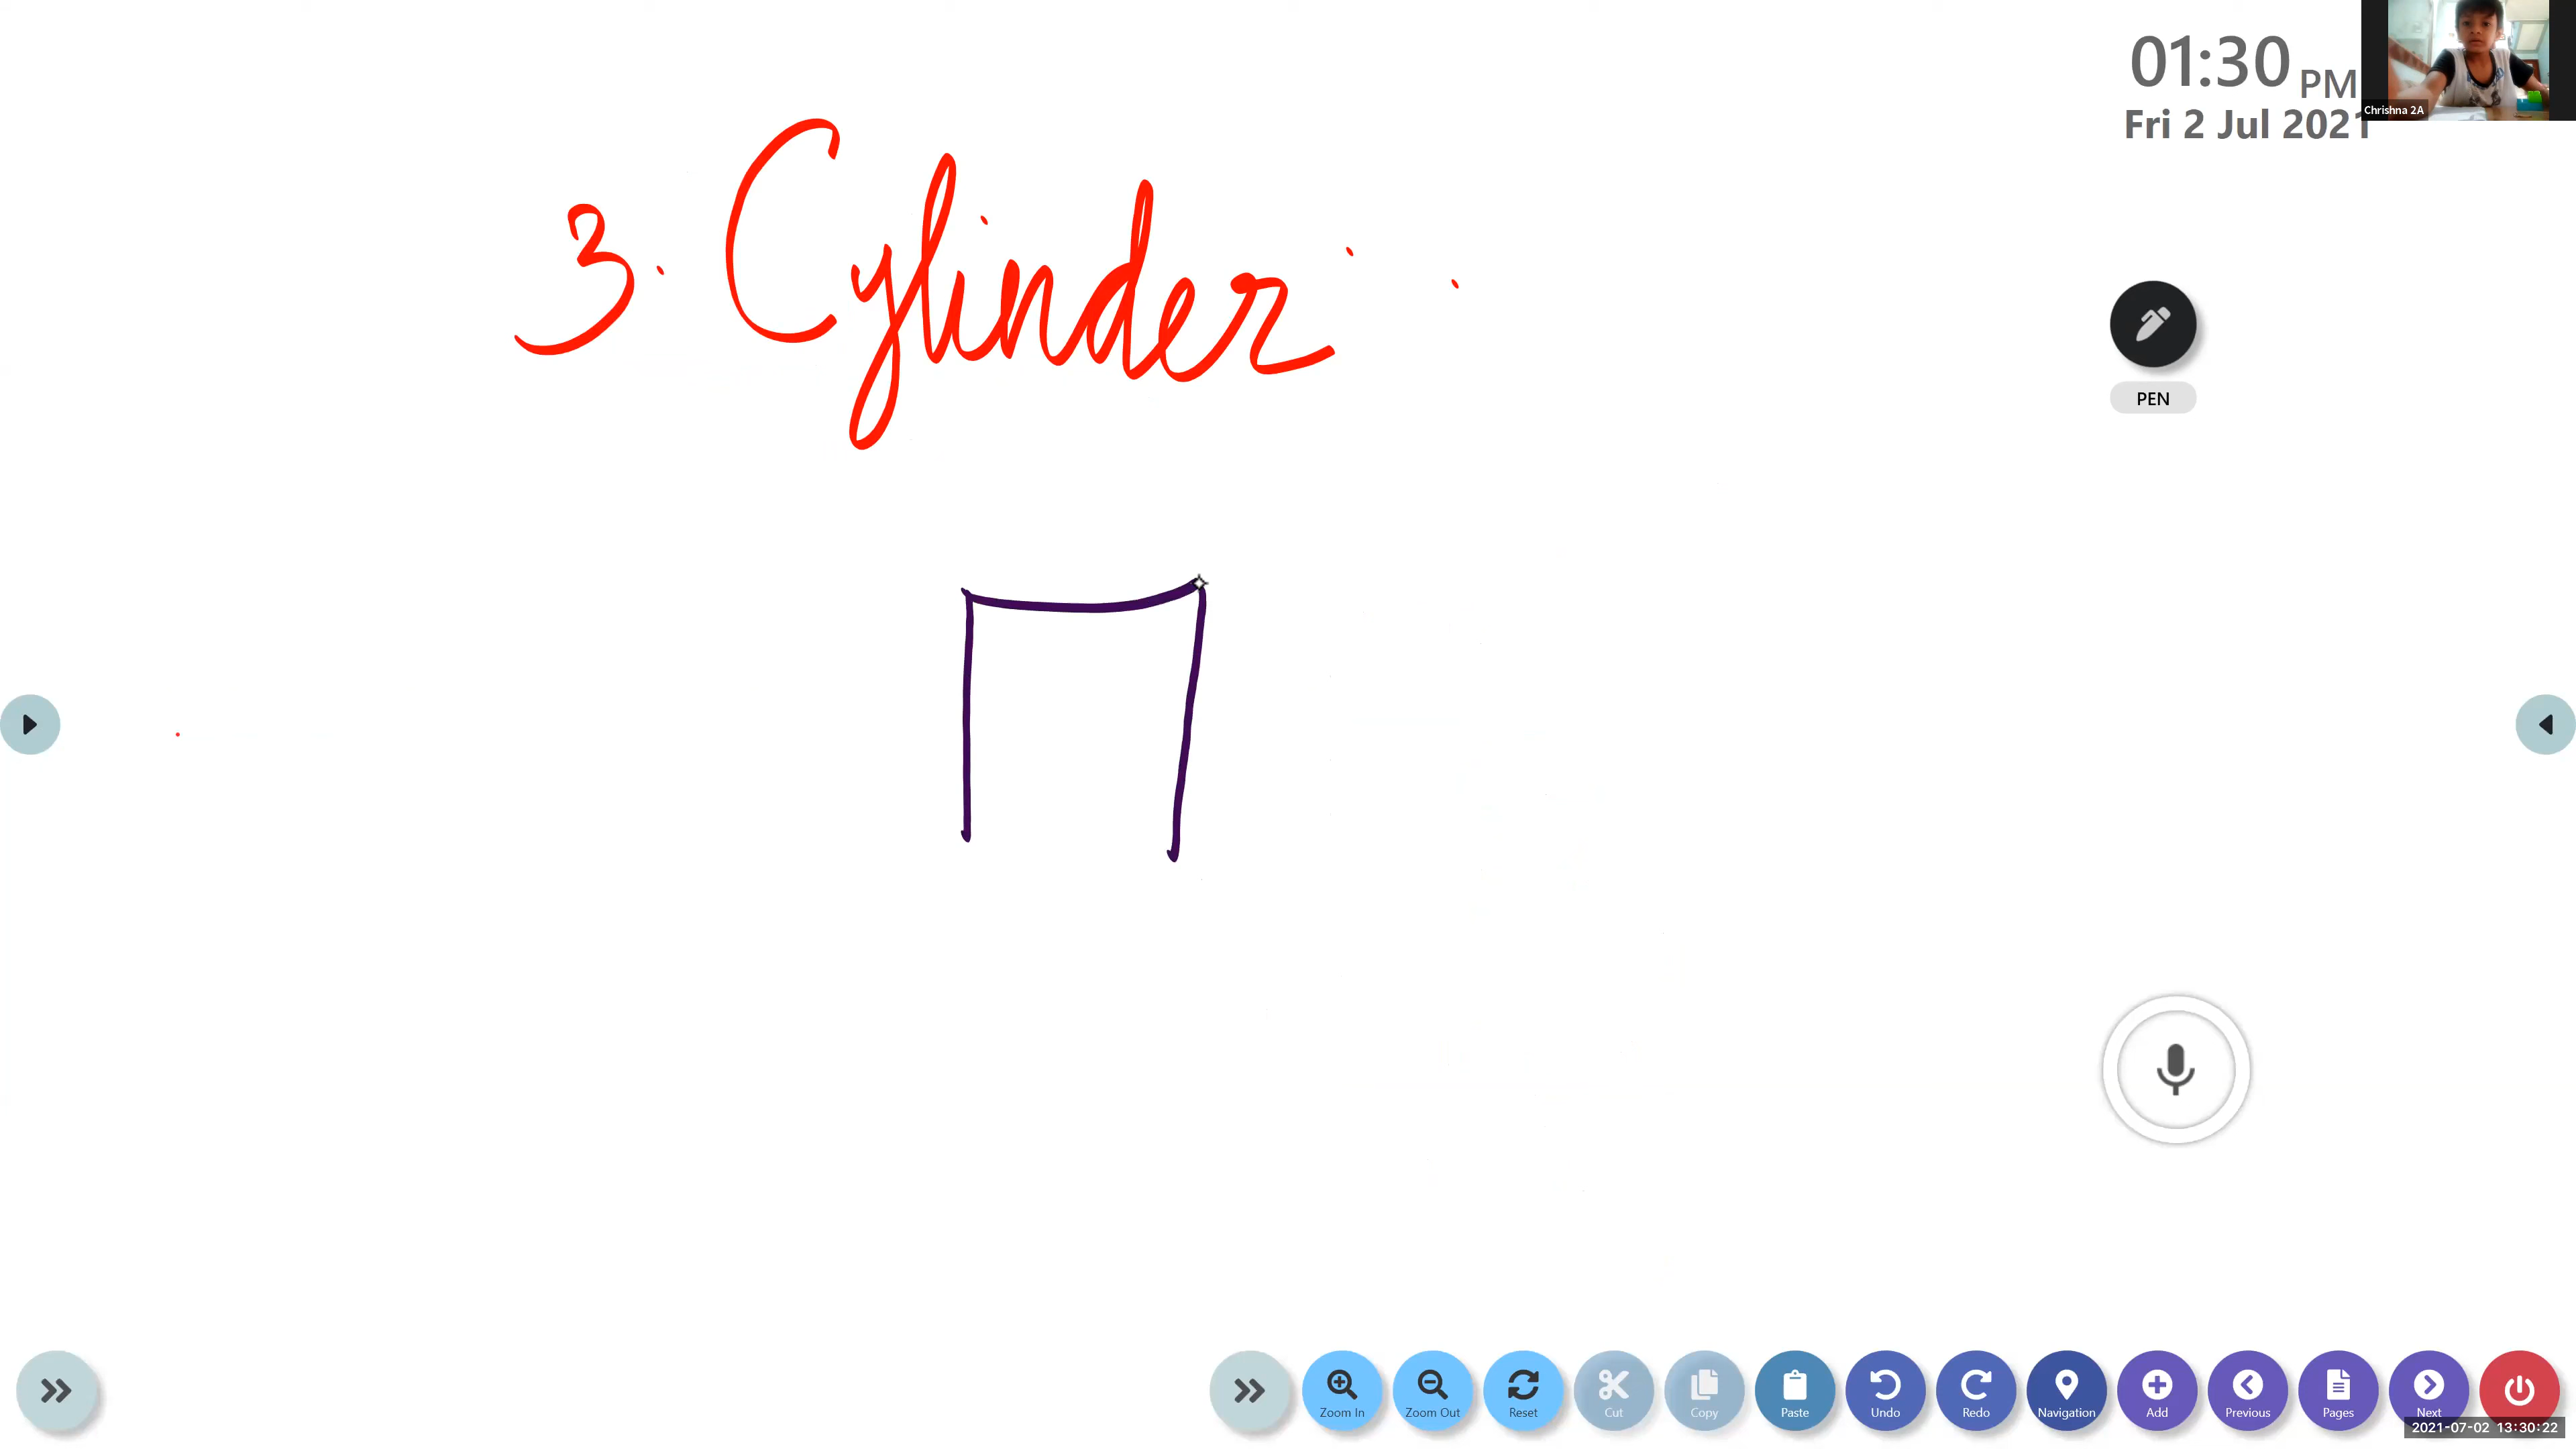 01:30 PM
Fri 2 Jul 2021
Chrishna 2A
3. Cylinder
PEN
Zoom In
Zoom Out
Reset
Cut
Copy
Paste
Undo
Redo
Navigation
Add
Previous
Pages
Next
2021-07-02 13:30:22